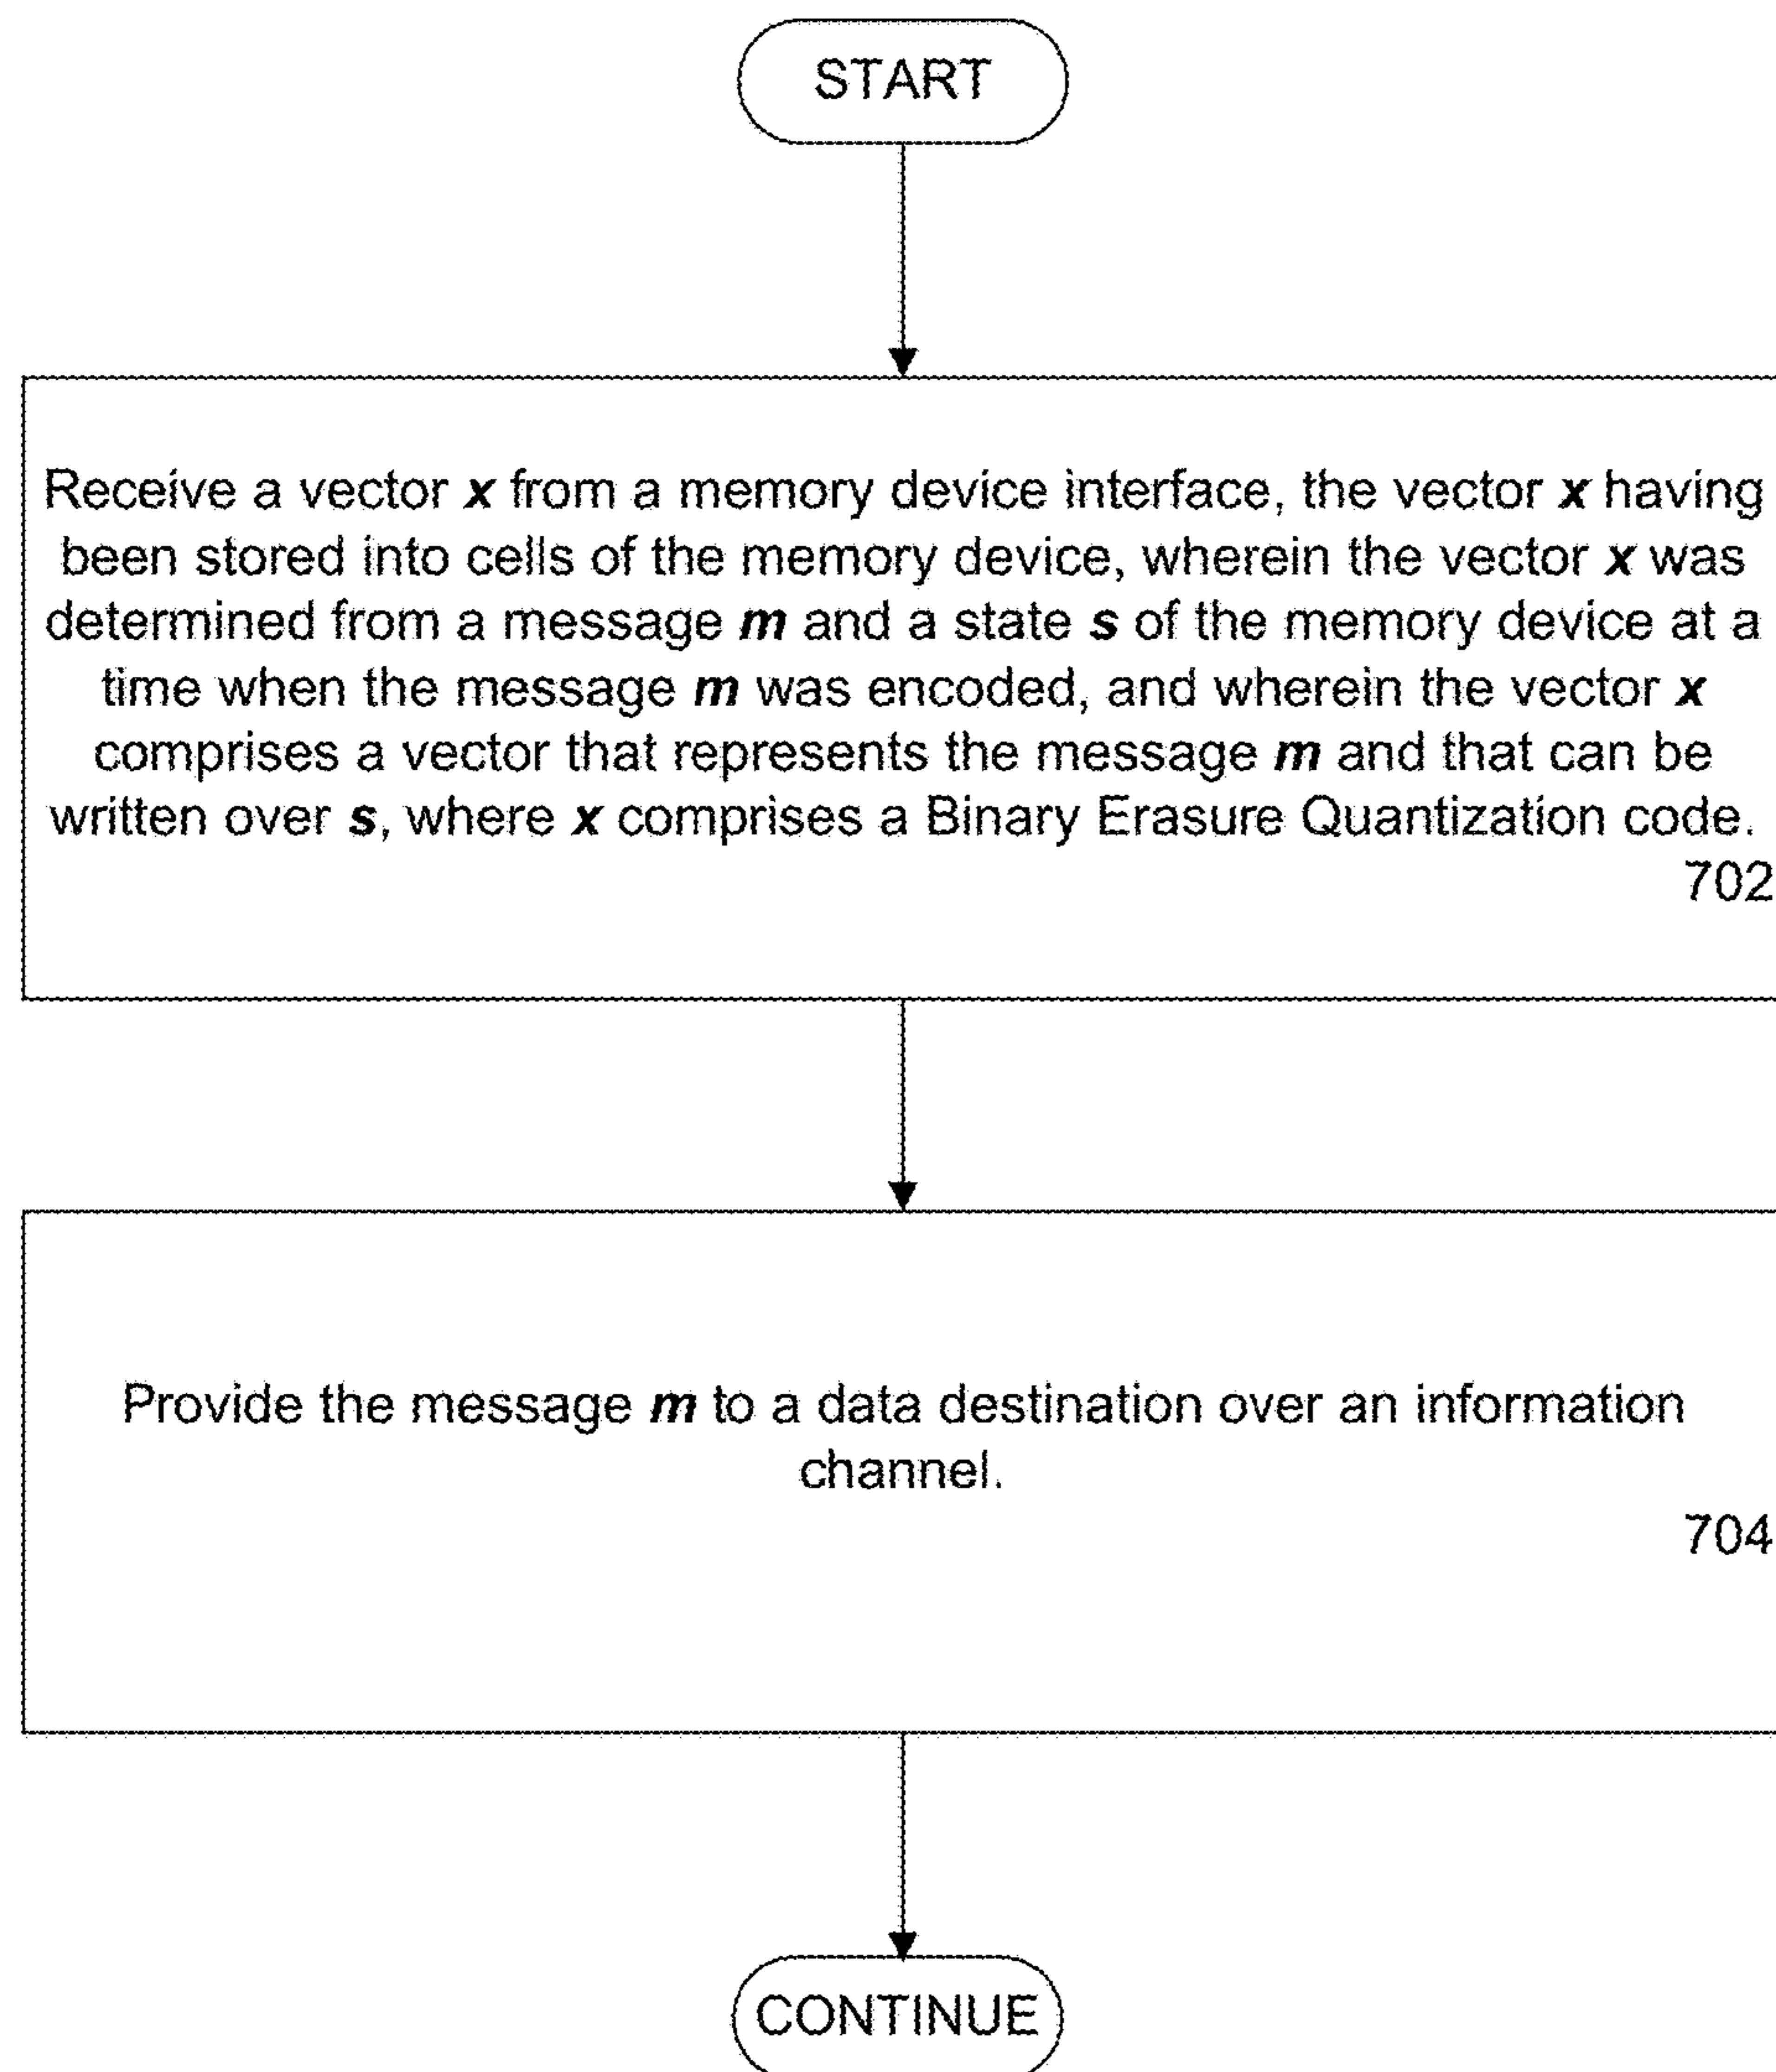 START
Receive a vector x from a memory device interface, the vector x having
been stored into cells of the memory device, wherein the vector x was
determined from a message m and a state s of the memory device at a
time when the message m was encoded, and wherein the vector x
comprises a vector that represents the message m and that can be
written over s, where x comprises a Binary Erasure Quantization code.
702
Provide the message m to a data destination over an information
channel.
704
CONTINUE